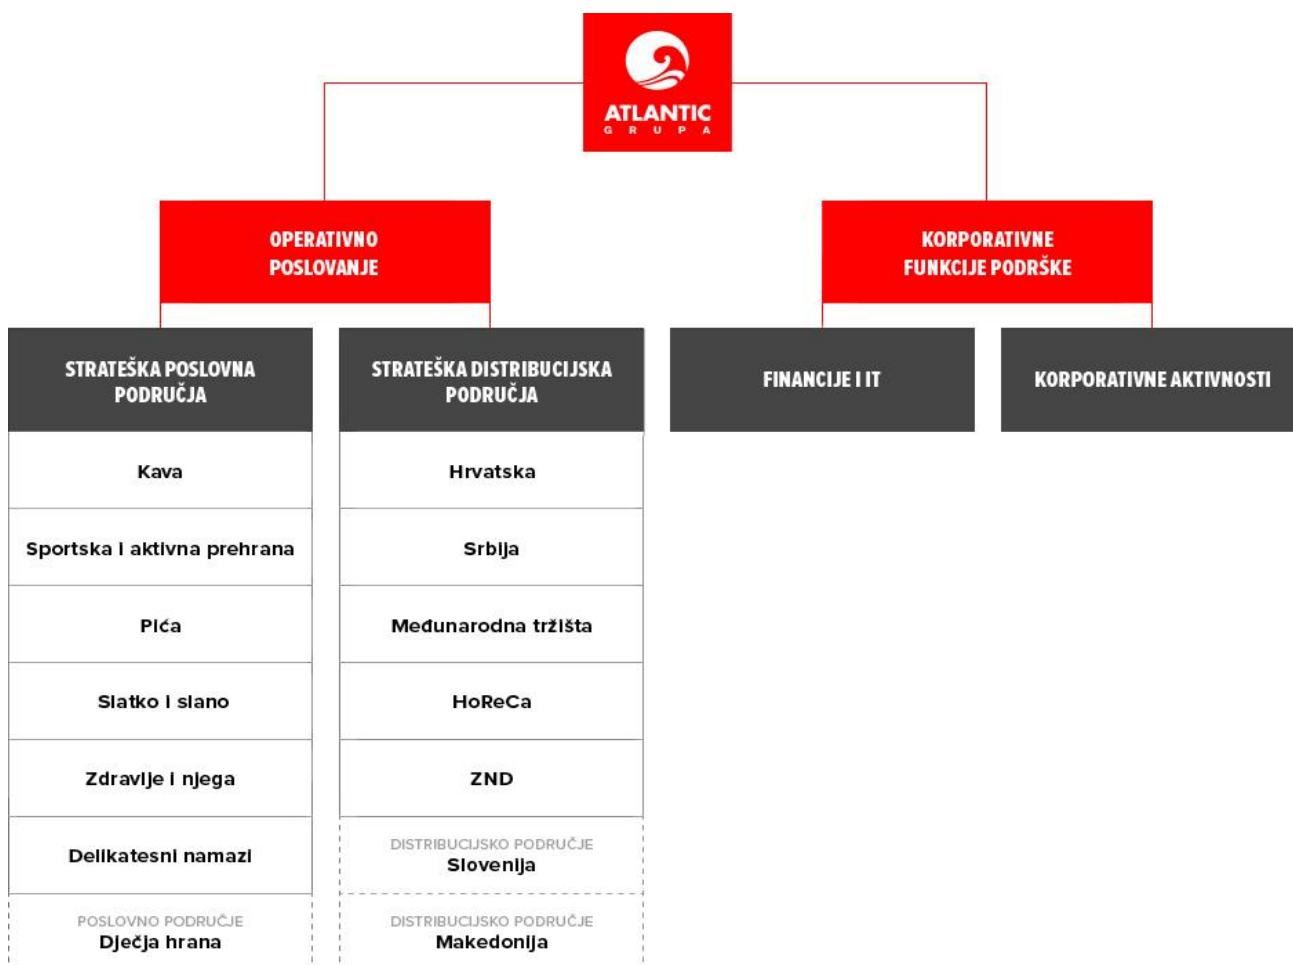 ATLANTIC
GRUPA
OPERATIVNO
POSLOVANJE
KORPORATIVNE
FUNKCIJE PODRŠKE
STRATEŠKA POSLOVNA
PODRUČJA
STRATEŠKA DISTRIBUCIJSKA
PODRUČJA
FINANCIJE I IT
KORPORATIVNE AKTIVNOSTI
Kava
Sportska i aktivna prehrana
Pića
Slatko i slano
Zdravlje i njega
Delikatesni namazi
POSLOVNO PODRUČJE
Dječja hrana
Hrvatska
Srbija
Međunarodna tržišta
HoReCa
ZND
DISTRIBUCIJSKO PODRUČJE
Slovenija
DISTRIBUCIJSKO PODRUČJE
Makedonija